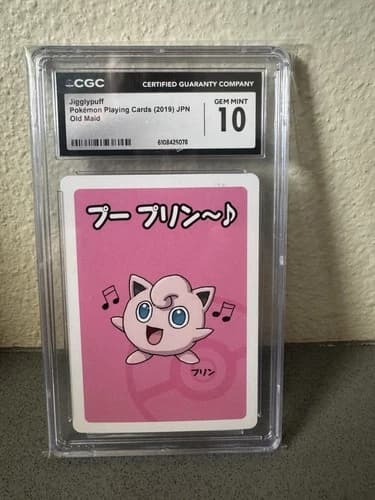 CGC
CERTIFIED GUARANTY COMPANY
Jigglypuff
Pokémon Playing Cards (2019) JPN
Old Maid
GEM MINT
10
6108425078
プー プリン～♪
プリン